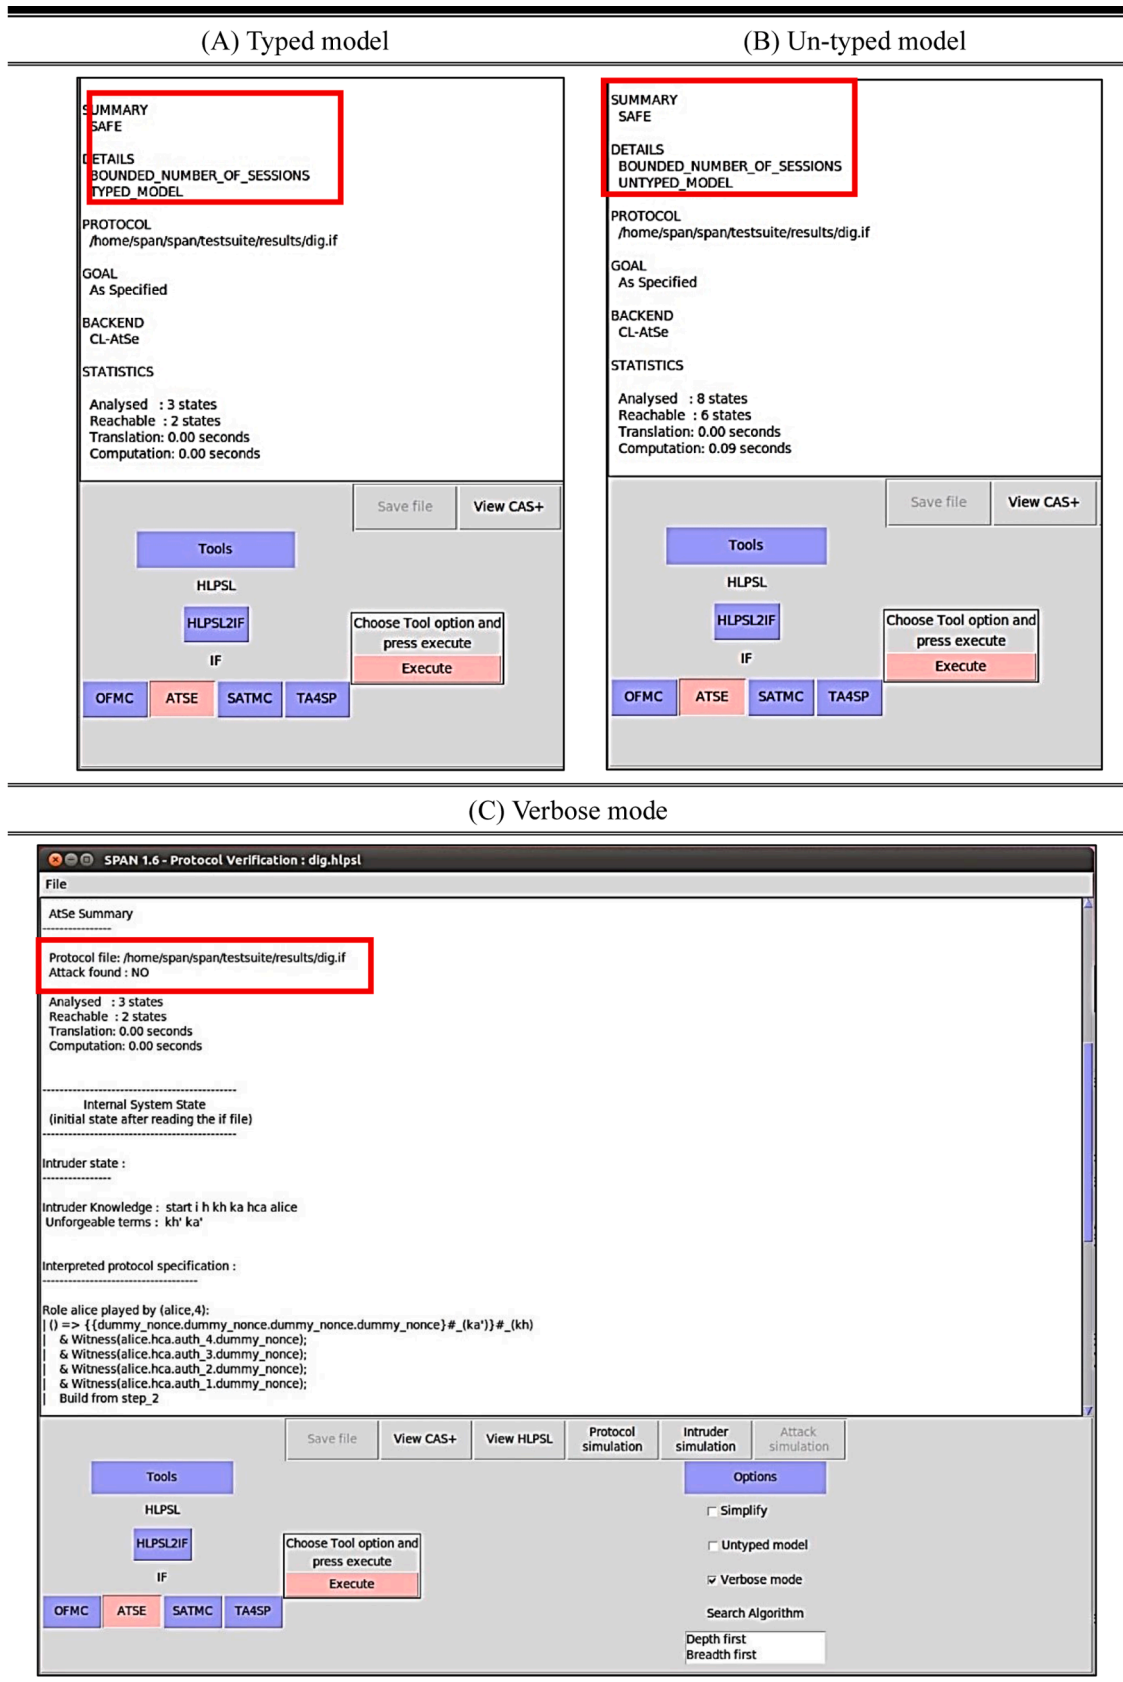 (A) Typed model
(B) Un-typed model
SUMMARY
SAFE
DETAILS
BOUNDED_NUMBER_OF_SESSIONS
TYPED_MODEL
PROTOCOL
/home/span/span/testsuite/results/dig.if
GOAL
As Specified
BACKEND
CL-AtSe
STATISTICS
Analysed : 3 states
Reachable : 2 states
Translation: 0.00 seconds
Computation: 0.00 seconds
Save file
View CAS+
Tools
HLPSL
HLPSL2IF
IF
Choose Tool option and
press execute
Execute
OFMC
ATSE
SATMC
TA4SP
SUMMARY
SAFE
DETAILS
BOUNDED_NUMBER_OF_SESSIONS
UNTYPED_MODEL
PROTOCOL
/home/span/span/testsuite/results/dig.if
GOAL
As Specified
BACKEND
CL-AtSe
STATISTICS
Analysed : 8 states
Reachable : 6 states
Translation: 0.00 seconds
Computation: 0.09 seconds
Save file
View CAS+
Tools
HLPSL
HLPSL2IF
IF
Choose Tool option and
press execute
Execute
OFMC
ATSE
SATMC
TA4SP
(C) Verbose mode
SPAN 1.6 - Protocol Verification : dig.hlpsl
File
AtSe Summary
----------------
Protocol file: /home/span/span/testsuite/results/dig.if
Attack found : NO
Analysed : 3 states
Reachable : 2 states
Translation: 0.00 seconds
Computation: 0.00 seconds
---------------------------------------------
Internal System State
(initial state after reading the if file)
---------------------------------------------
Intruder state :
----------------
Intruder Knowledge : start i h kh ka hca alice
Unforgeable terms : kh' ka'
Interpreted protocol specification :
------------------------------------
Role alice played by (alice,4):
| () => {{dummy_nonce.dummy_nonce.dummy_nonce.dummy_nonce}#_(ka')}#_(kh)
| & Witness(alice.hca.auth_4.dummy_nonce);
| & Witness(alice.hca.auth_3.dummy_nonce);
| & Witness(alice.hca.auth_2.dummy_nonce);
| & Witness(alice.hca.auth_1.dummy_nonce);
| Build from step_2
Save file
View CAS+
View HLPSL
Protocol
simulation
Intruder
simulation
Attack
simulation
Tools
HLPSL
HLPSL2IF
IF
Choose Tool option and
press execute
Execute
OFMC
ATSE
SATMC
TA4SP
Options
Simplify
Untyped model
Verbose mode
Search Algorithm
Depth first
Breadth first